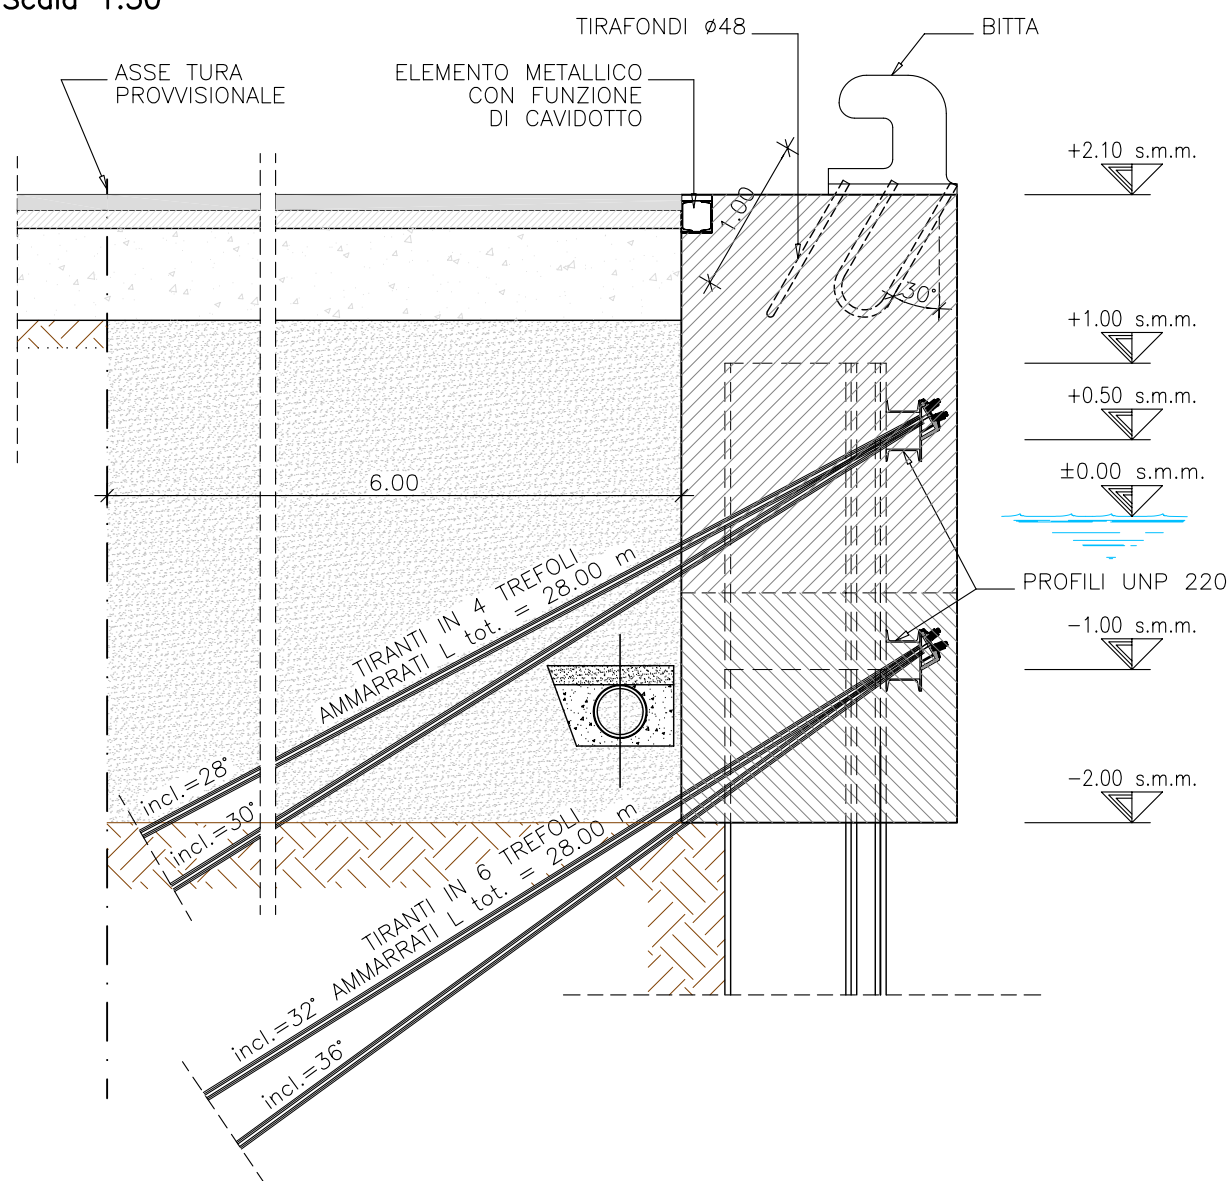 Scala 1:50
TIRAFONDI ø48
BITTA
ASSE TURA
PROVVISIONALE
ELEMENTO METALLICO
CON FUNZIONE
DI CAVIDOTTO
+2.10 s.m.m.
1.00
30°
+1.00 s.m.m.
+0.50 s.m.m.
±0.00 s.m.m.
6.00
TIRANTI IN 4 TREFOLI
AMMARRATI L tot. = 28.00 m
PROFILI UNP 220
-1.00 s.m.m.
incl.=28°
incl.=30°
-2.00 s.m.m.
TIRANTI IN 6 TREFOLI
AMMARRATI L tot. = 28.00 m
incl.=32°
incl.=36°